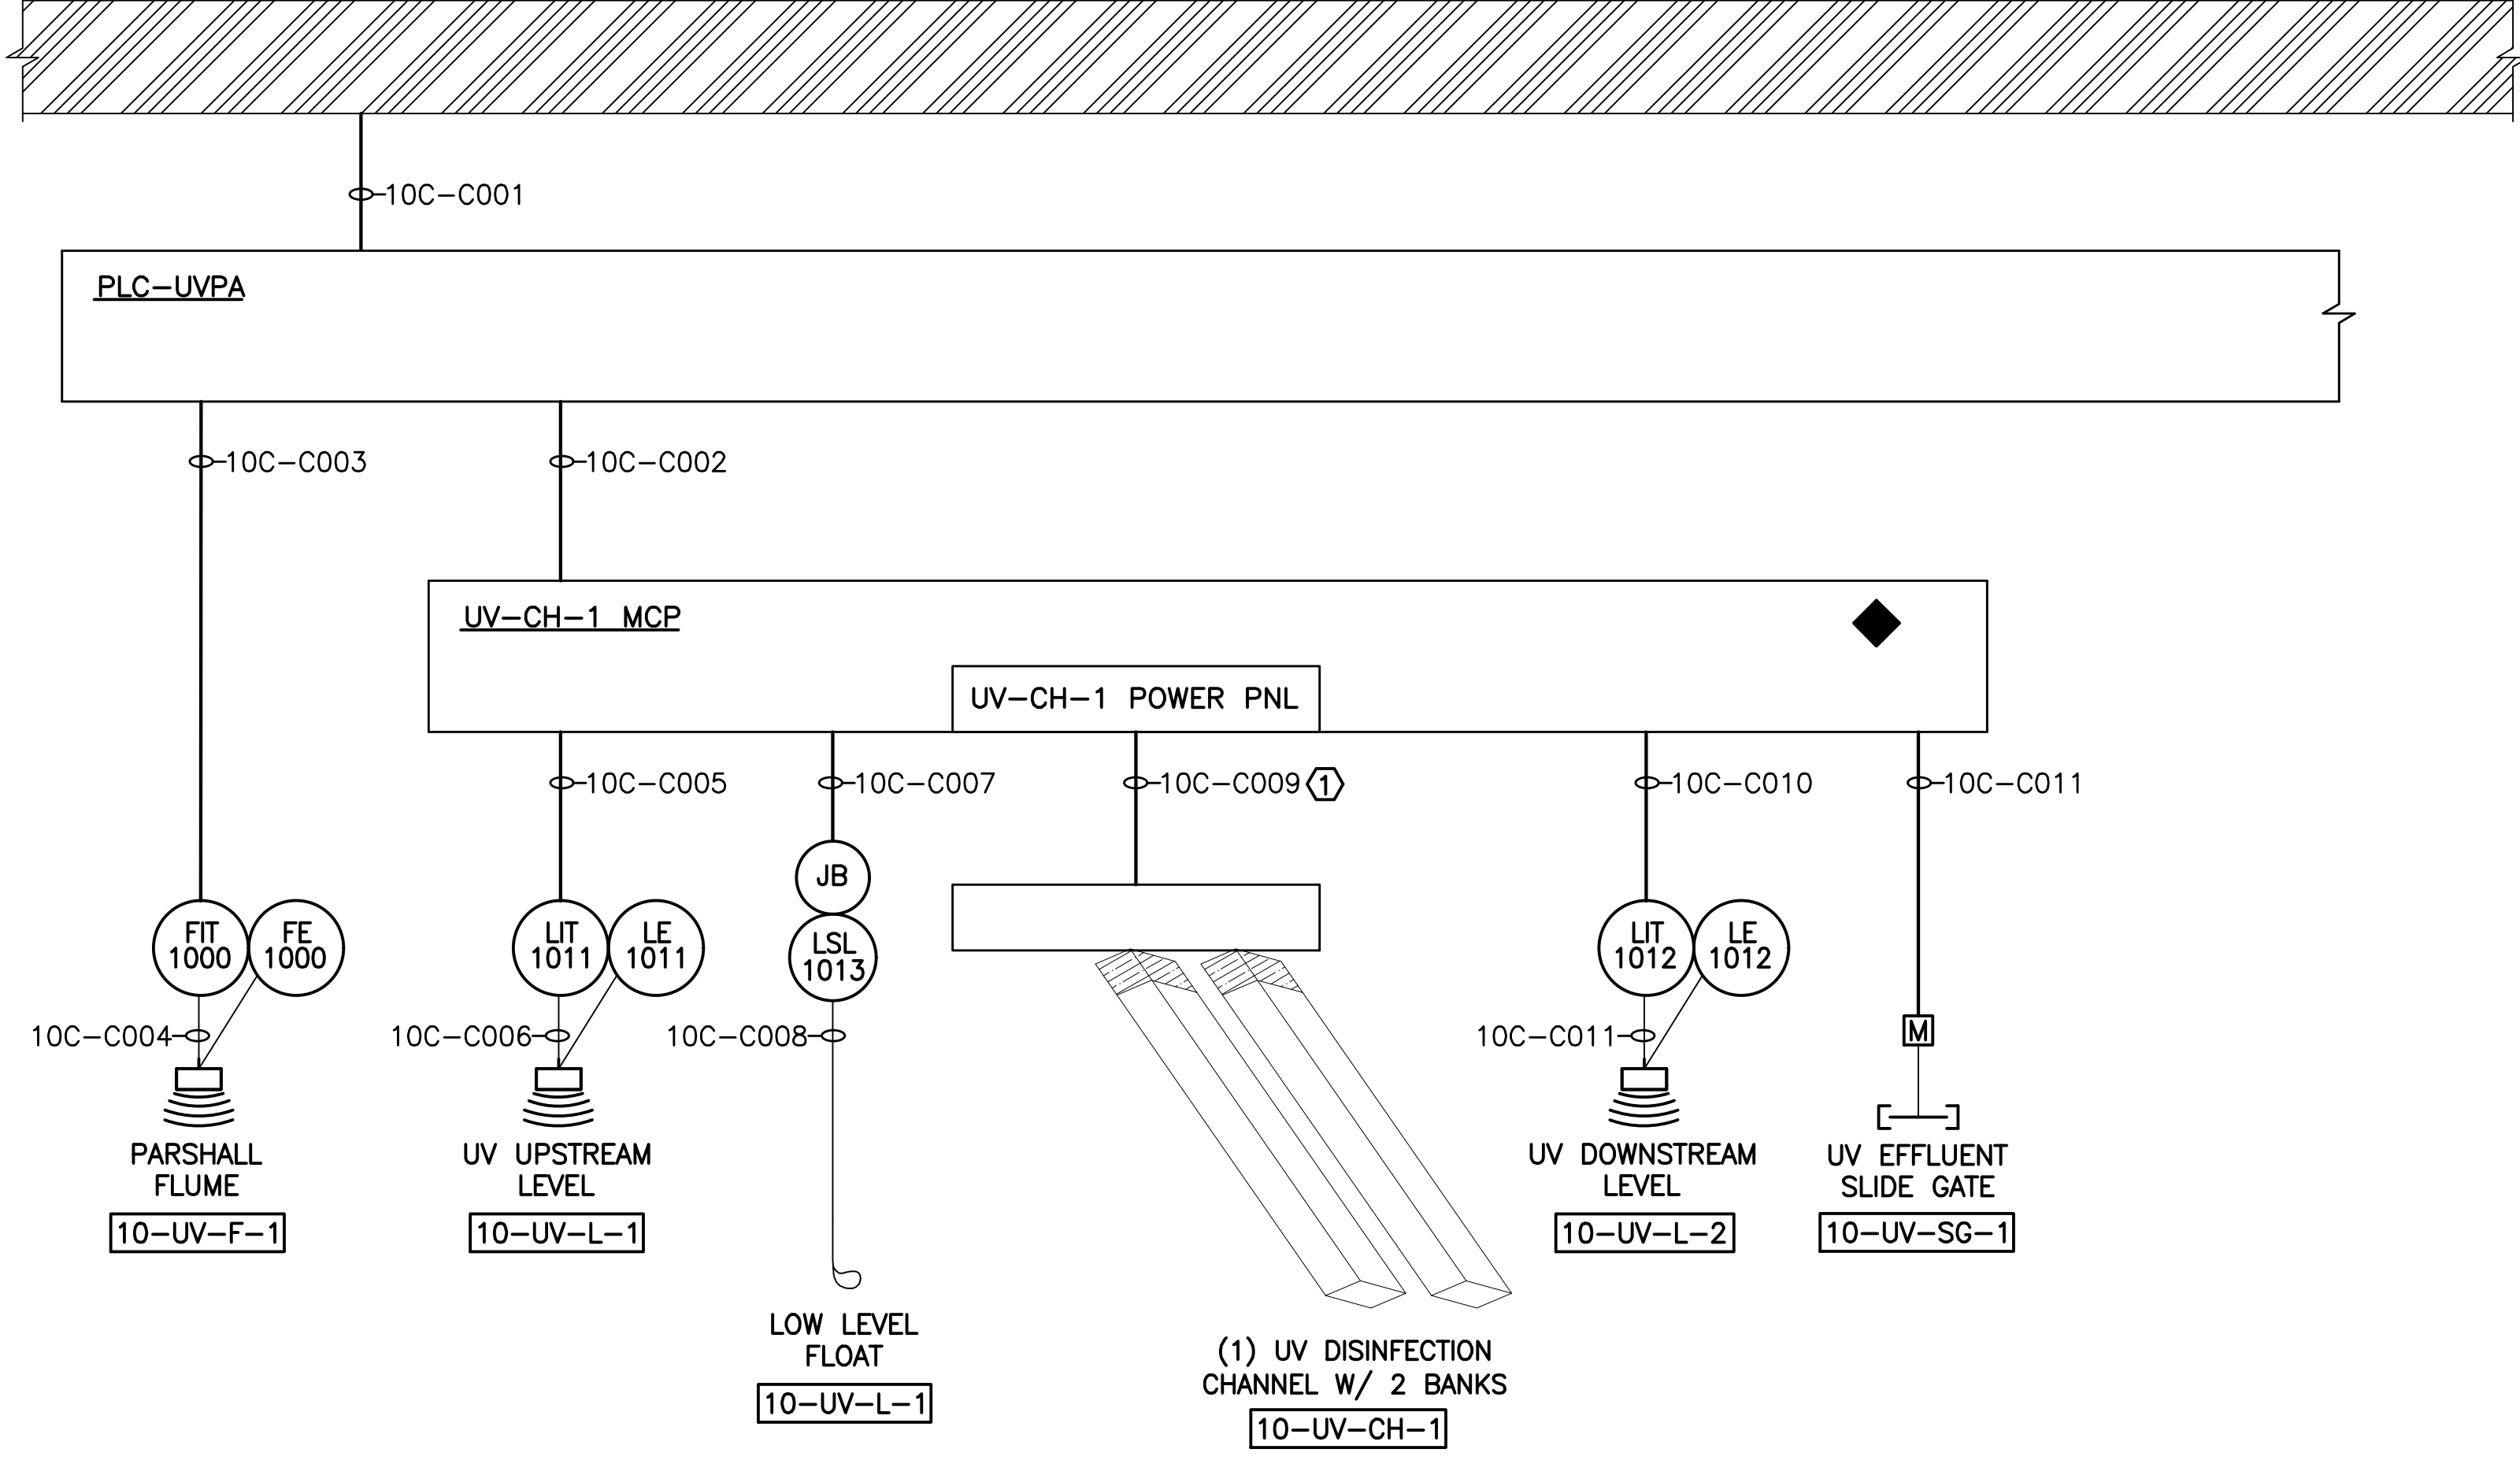 10C-C001
PLC-UVPA
10C-C003
10C-C002
UV-CH-1 MCP
UV-CH-1 POWER PNL
10C-C005
10C-C007
10C-C009 1
10C-C010
10C-C011
JB
FIT
1000
FE
1000
LIT
1011
LE
1011
LSL
1013
LIT
1012
LE
1012
10C-C004
10C-C006
10C-C008
10C-C011
M
PARSHALL
FLUME
10-UV-F-1
UV UPSTREAM
LEVEL
10-UV-L-1
UV DOWNSTREAM
LEVEL
10-UV-L-2
UV EFFLUENT
SLIDE GATE
10-UV-SG-1
LOW LEVEL
FLOAT
10-UV-L-1
(1) UV DISINFECTION
CHANNEL W/ 2 BANKS
10-UV-CH-1